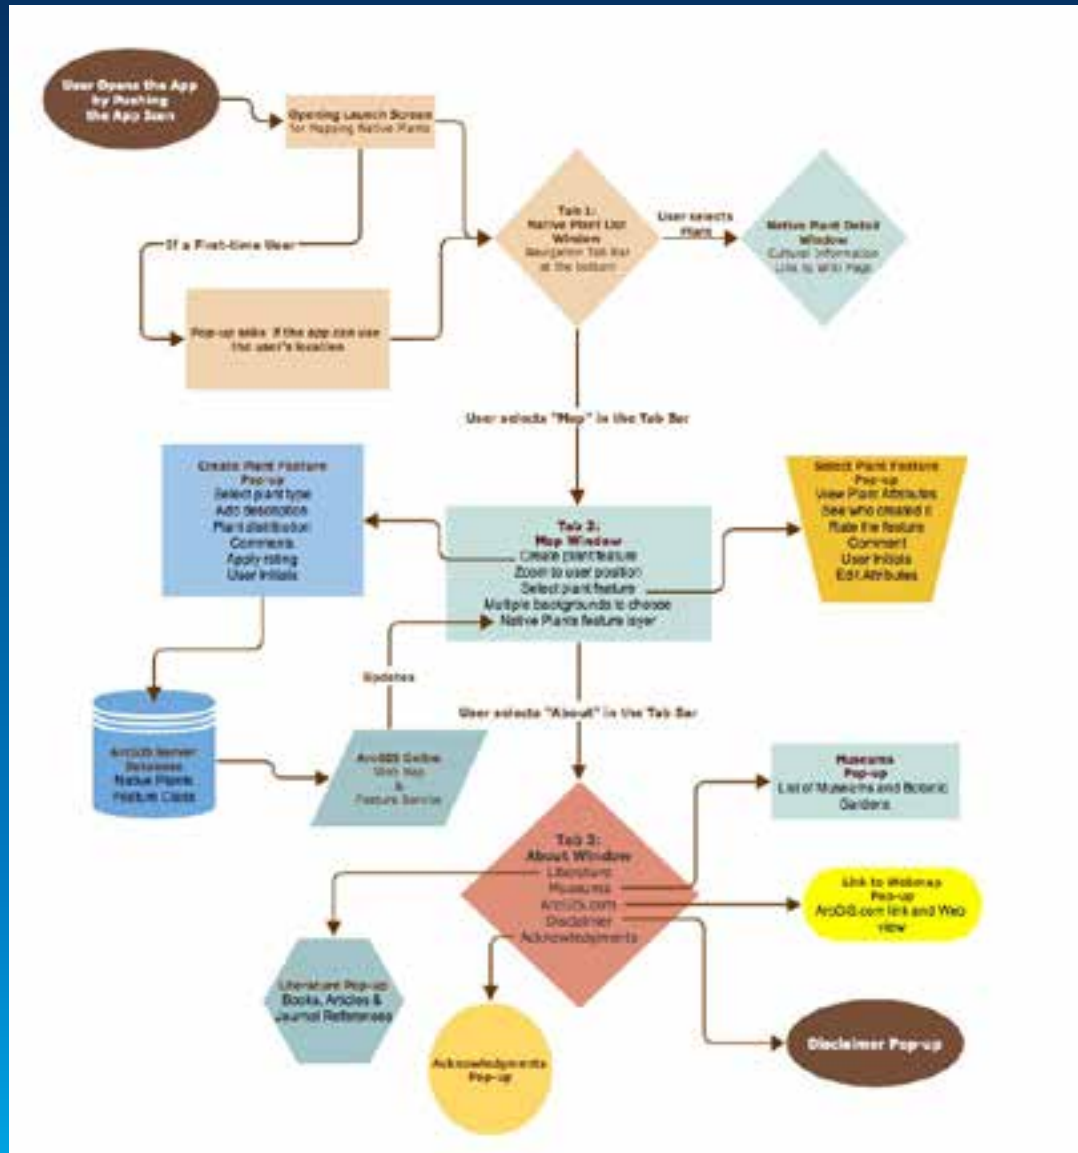 User Opens the App
by Pushing
the App Icon
Opening Launch Screen
for Mapping Native Plants
If a First-time User
Pop-up asks if the app can use
the user's location
Tab 1:
Native Plant List
Window
Navigation Tab Bar
at the bottom
User selects
Plant
Native Plant Detail
Window
Cultural Information
Link to Wiki Page
User selects "Map" in the Tab Bar
Create Plant Feature
Pop-up
Select plant type
Add description
Plant distribution
Comments
Apply rating
User Initials
Tab 2:
Map Window
Create plant feature
Zoom to user position
Select plant feature
Multiple backgrounds to choose
Native Plants feature layer
Select Plant Feature
Pop-up
View Plant Attributes
See who created it
Rate the feature
Comment
User Initials
Edit Attributes
Updates
User selects "About" in the Tab Bar
ArcGIS Server
Database
Native Plants
Feature Class
ArcGIS Online
Web Map
&
Feature Service
Museums
Pop-up
List of Museums and Botanic
Gardens
Tab 3:
About Window
Literature
Museums
ArcGIS.com
Disclaimer
Acknowledgments
Link to Webmap
Pop-up
ArcGIS.com link and Web
view
Literature Pop-up
Books, Articles &
Journal References
Acknowledgments
Pop-up
Disclaimer Pop-up